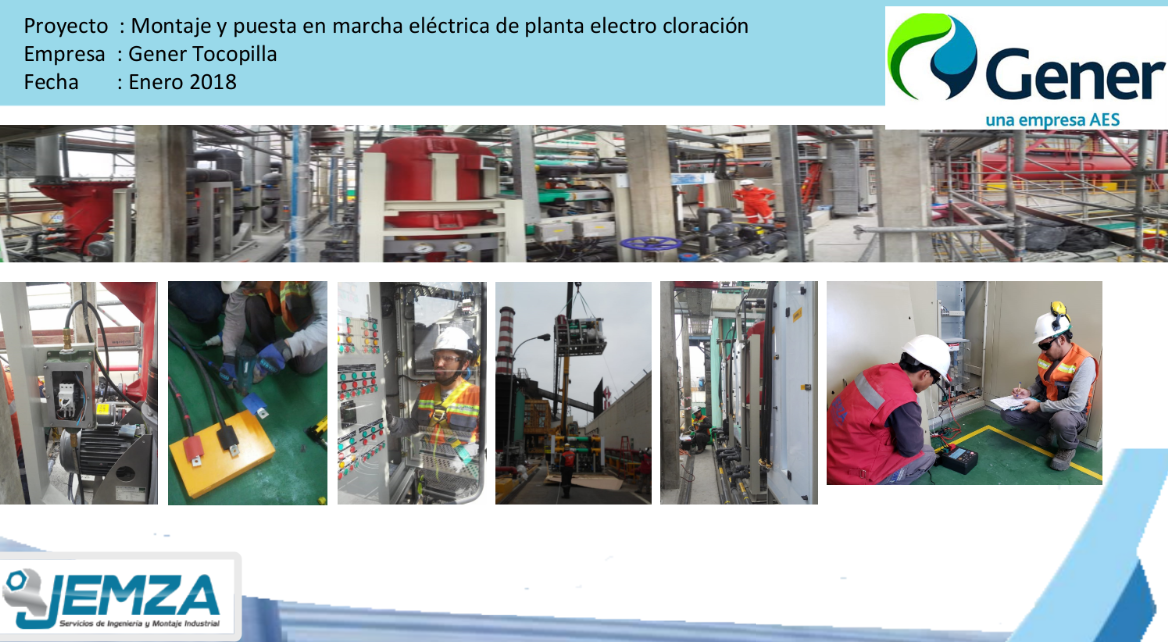 Proyecto : Montaje y puesta en marcha eléctrica de planta electro cloración
Empresa : Gener Tocopilla
Fecha : Enero 2018
Gener
una empresa AES
JEMZA
Servicios de Ingeniería y Montaje Industrial